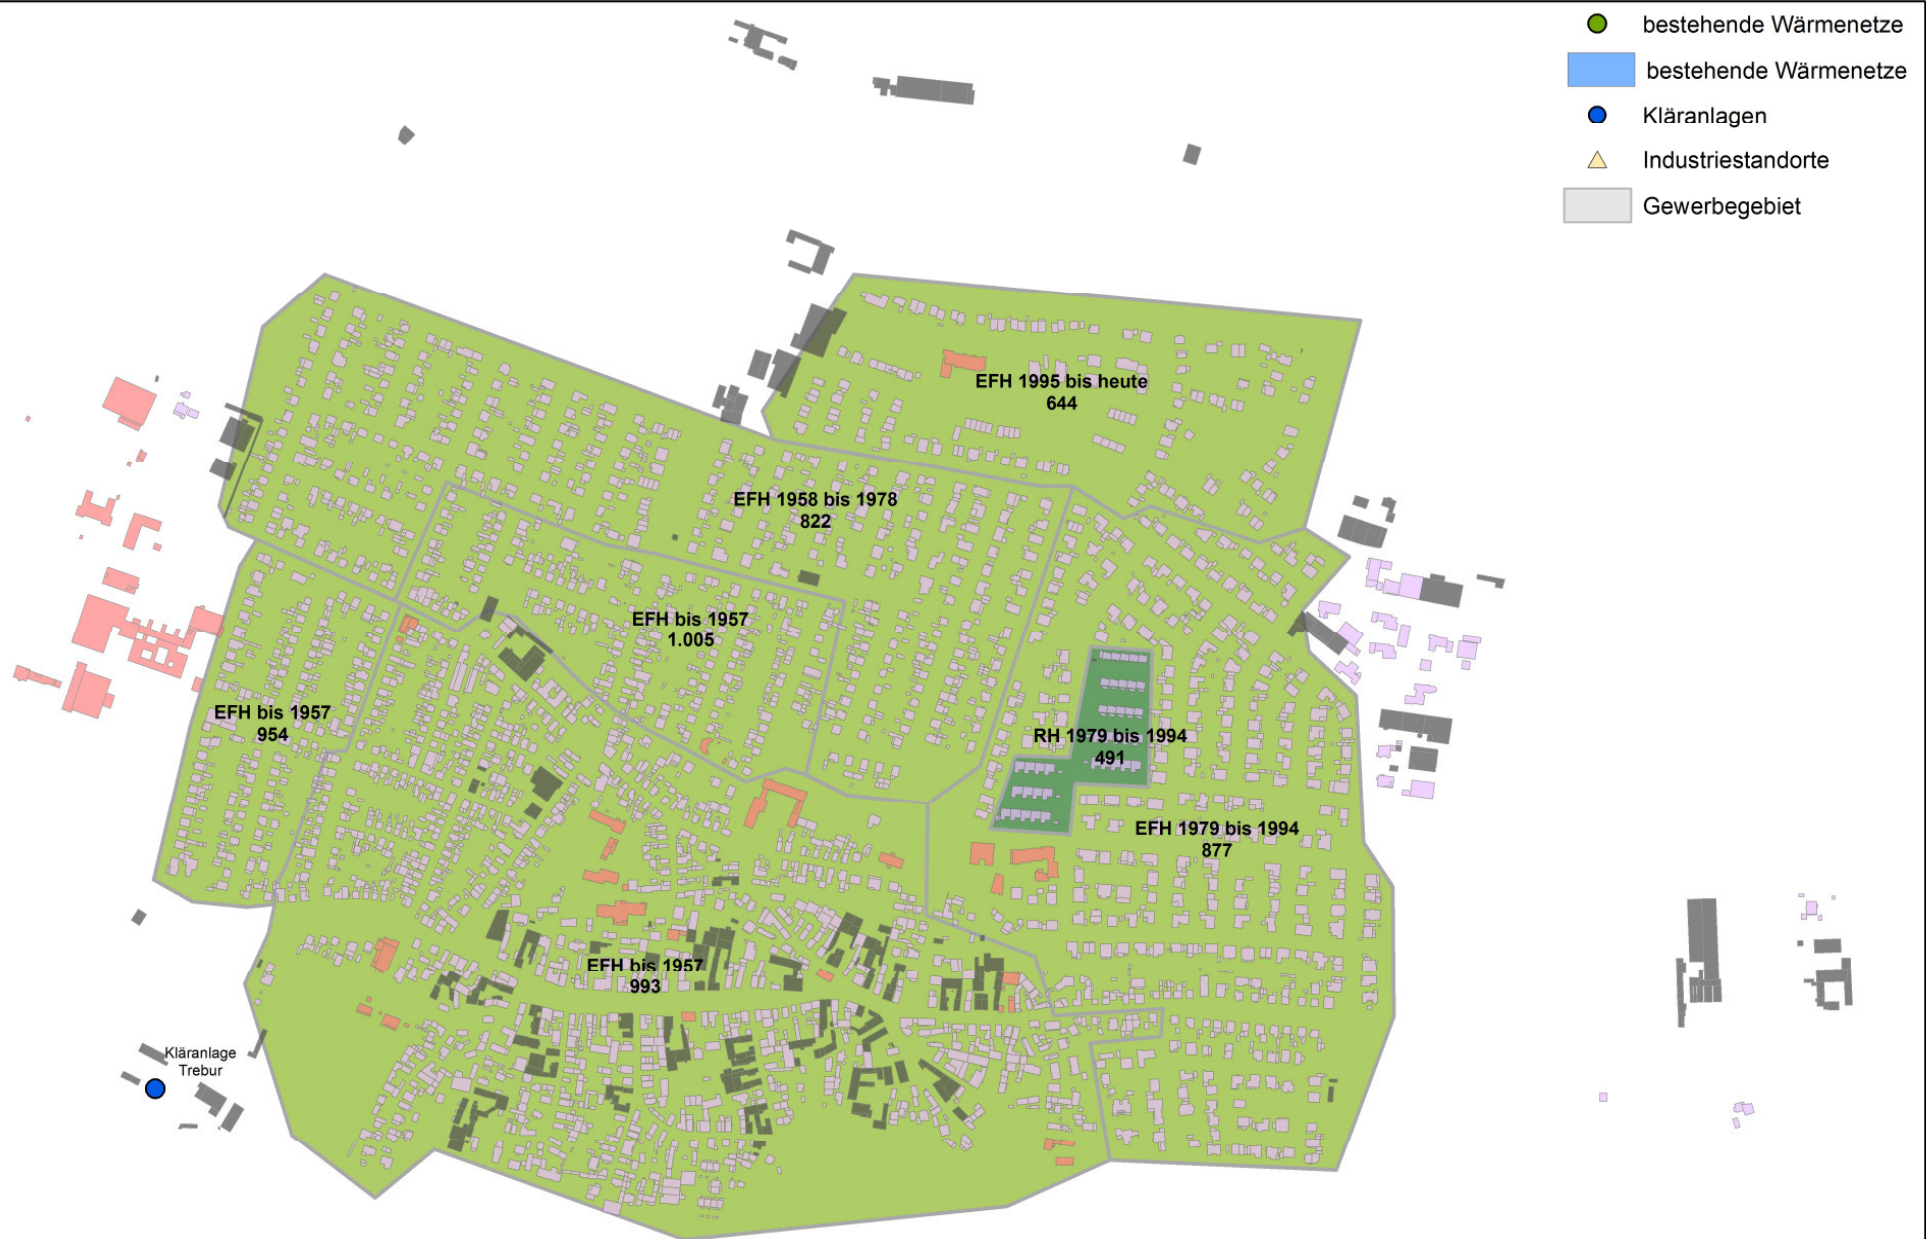 bestehende Wärmenetze
bestehende Wärmenetze
Kläranlagen
Industriestandorte
Gewerbegebiet
EFH 1995 bis heute
644
EFH 1958 bis 1978
822
EFH bis 1957
1.005
EFH bis 1957
954
RH 1979 bis 1994
491
EFH 1979 bis 1994
877
EFH bis 1957
993
Kläranlage
Trebur